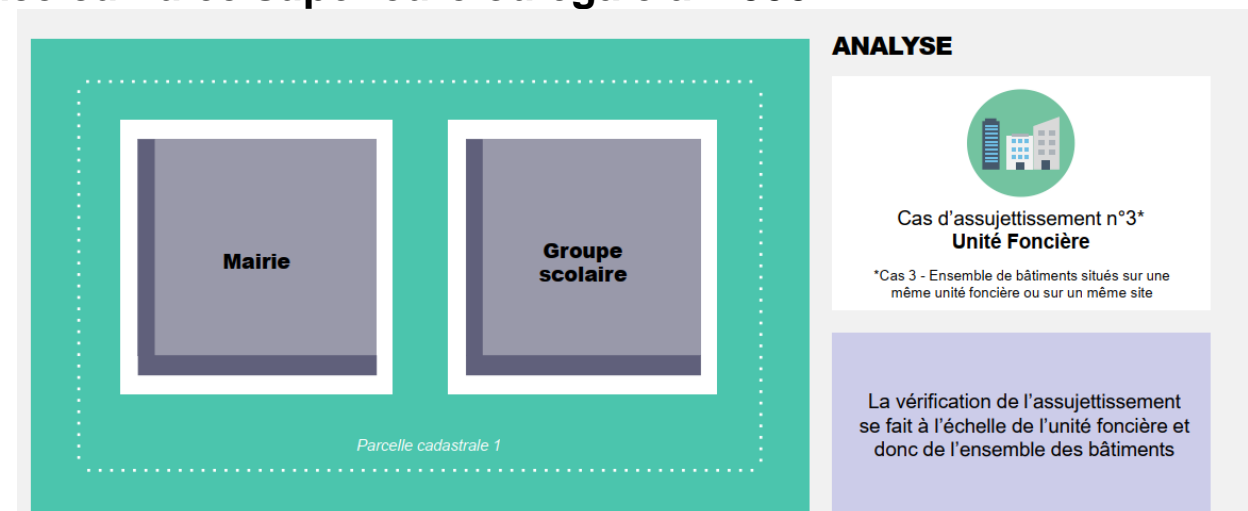 ANALYSE
Mairie
Groupe
scolaire
Parcelle cadastrale 1
Cas d'assujettissement n°3*
Unité Foncière
*Cas 3 - Ensemble de bâtiments situés sur une
même unité foncière ou sur un même site
La vérification de l'assujettissement
se fait à l'échelle de l'unité foncière et
donc de l'ensemble des bâtiments